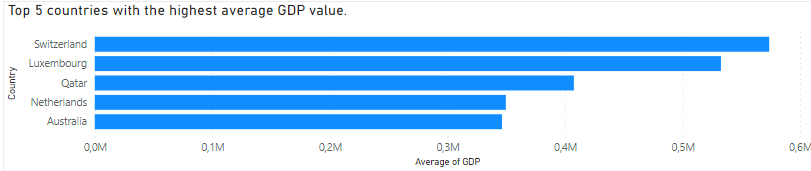 Top 5 countries with the highest average GDP value.
Country
Switzerland
Luxembourg
Qatar
Netherlands
Australia
0,0M 0,1M 0,2M 0,3M 0,4M 0,5M 0,6M
Average of GDP